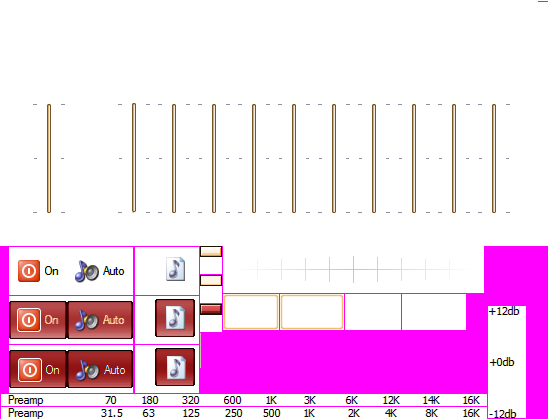 On Auto
On Auto
+12db
On Auto
+0db
Preamp 70 180 320 600 1K 3K 6K 12K 14K 16K
Preamp 31.5 63 125 250 500 1K 2K 4K 8K 16K
-12db